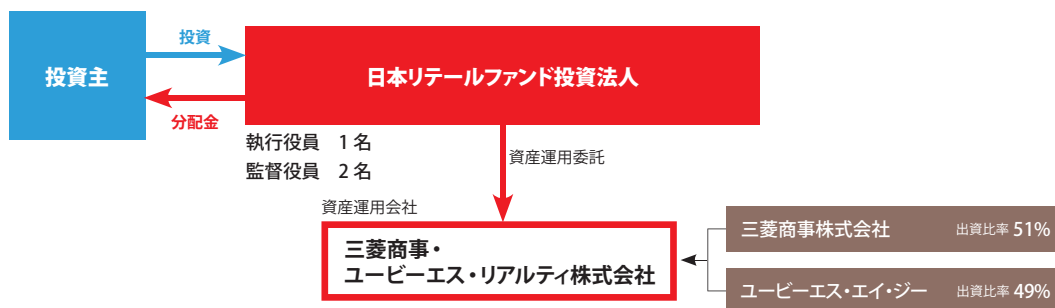 投資主
投資
分配金
日本リテールファンド投資法人
執行役員　1 名
監督役員　2 名
資産運用委託
資産運用会社
三菱商事・
ユービーエス・リアルティ株式会社
三菱商事株式会社　出資比率 51%
ユービーエス・エイ・ジー　出資比率 49%